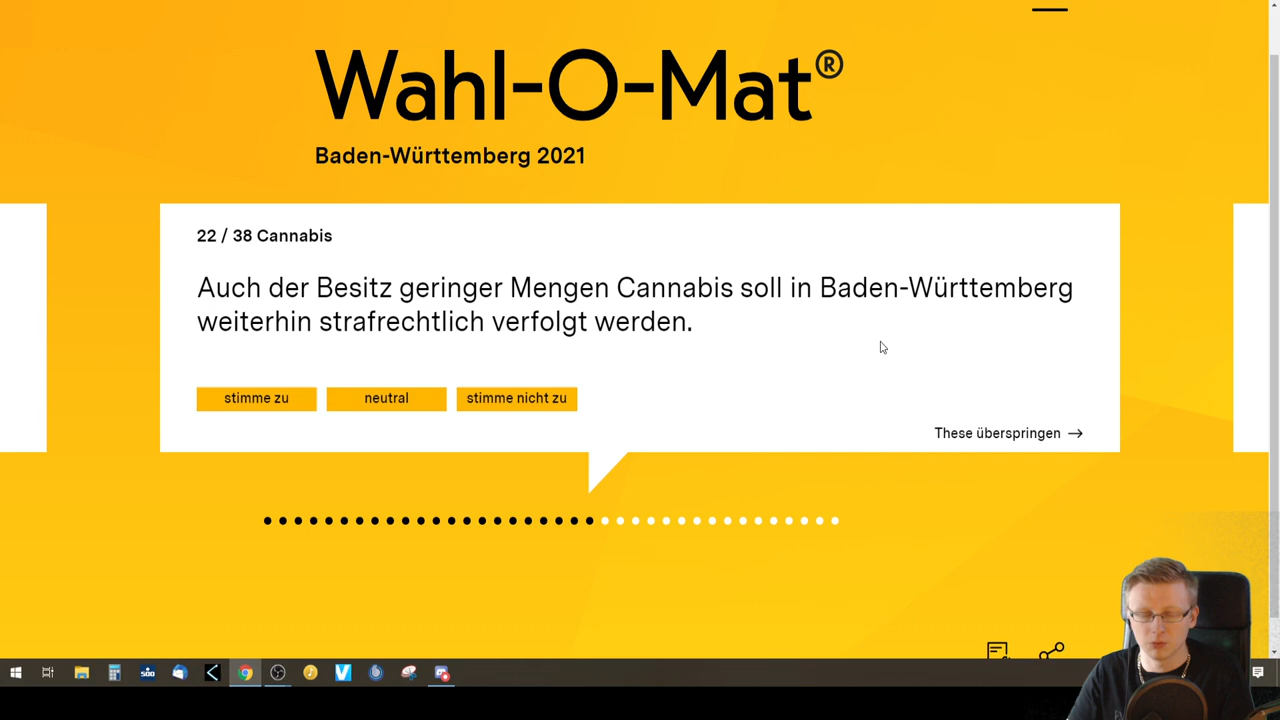 Wahl-O-Mat®
Baden-Württemberg 2021
22 / 38 Cannabis
Auch der Besitz geringer Mengen Cannabis soll in Baden-Württemberg
weiterhin strafrechtlich verfolgt werden.
stimme zu
neutral
stimme nicht zu
These überspringen →
500